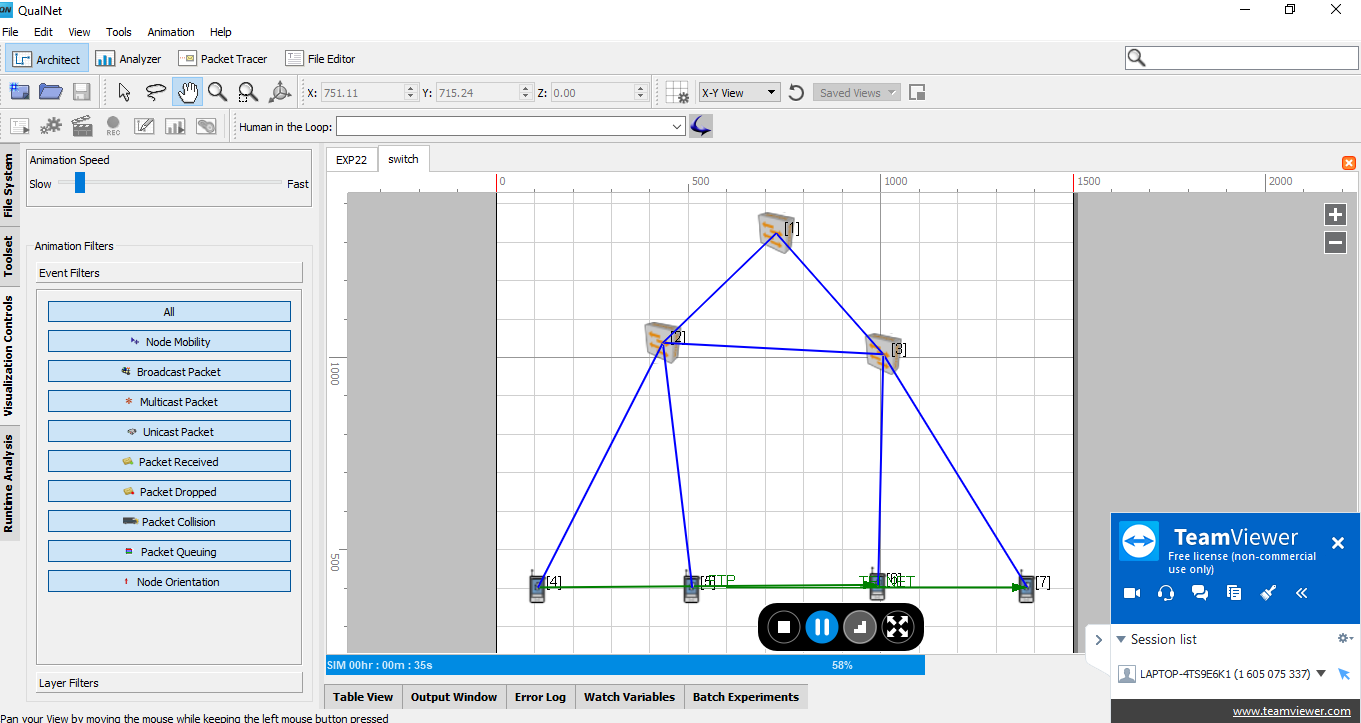 QualNet
File Edit View Tools Animation Help
Architect Analyzer Packet Tracer File Editor
X: 751.11 Y: 715.24 Z: 0.00 X-Y View Saved Views
REC Human in the Loop:
File System
Toolset
Visualization Controls
Runtime Analysis
Animation Speed
Slow Fast
Animation Filters
Event Filters
All
Node Mobility
Broadcast Packet
Multicast Packet
Unicast Packet
Packet Received
Packet Dropped
Packet Collision
Packet Queuing
Node Orientation
Layer Filters
EXP22 switch
0 500 1000 1500 2000
1000
500
[1]
[2]
[3]
[4] [7]
SIM 00hr : 00m : 35s 58%
Table View Output Window Error Log Watch Variables Batch Experiments
Pan your View by moving the mouse while keeping the left mouse button pressed
TeamViewer
Free license (non-commercial
use only)
Session list
LAPTOP-4TS9E6K1 (1 605 075 337)
www.teamviewer.com